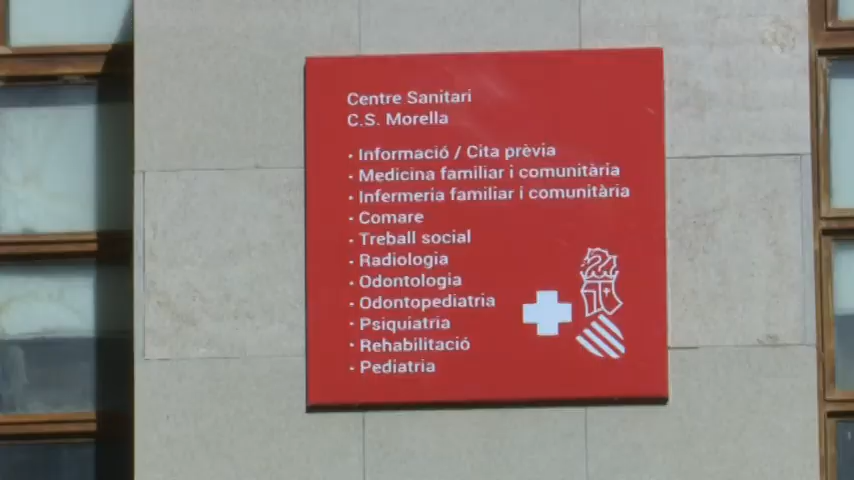 Centre Sanitari
C.S. Morella
· Informació / Cita prèvia
· Medicina familiar i comunitària
· Infermeria familiar i comunitària
· Comare
· Treball social
· Radiologia
· Odontologia
· Odontopediatria
· Psiquiatria
· Rehabilitació
· Pediatria